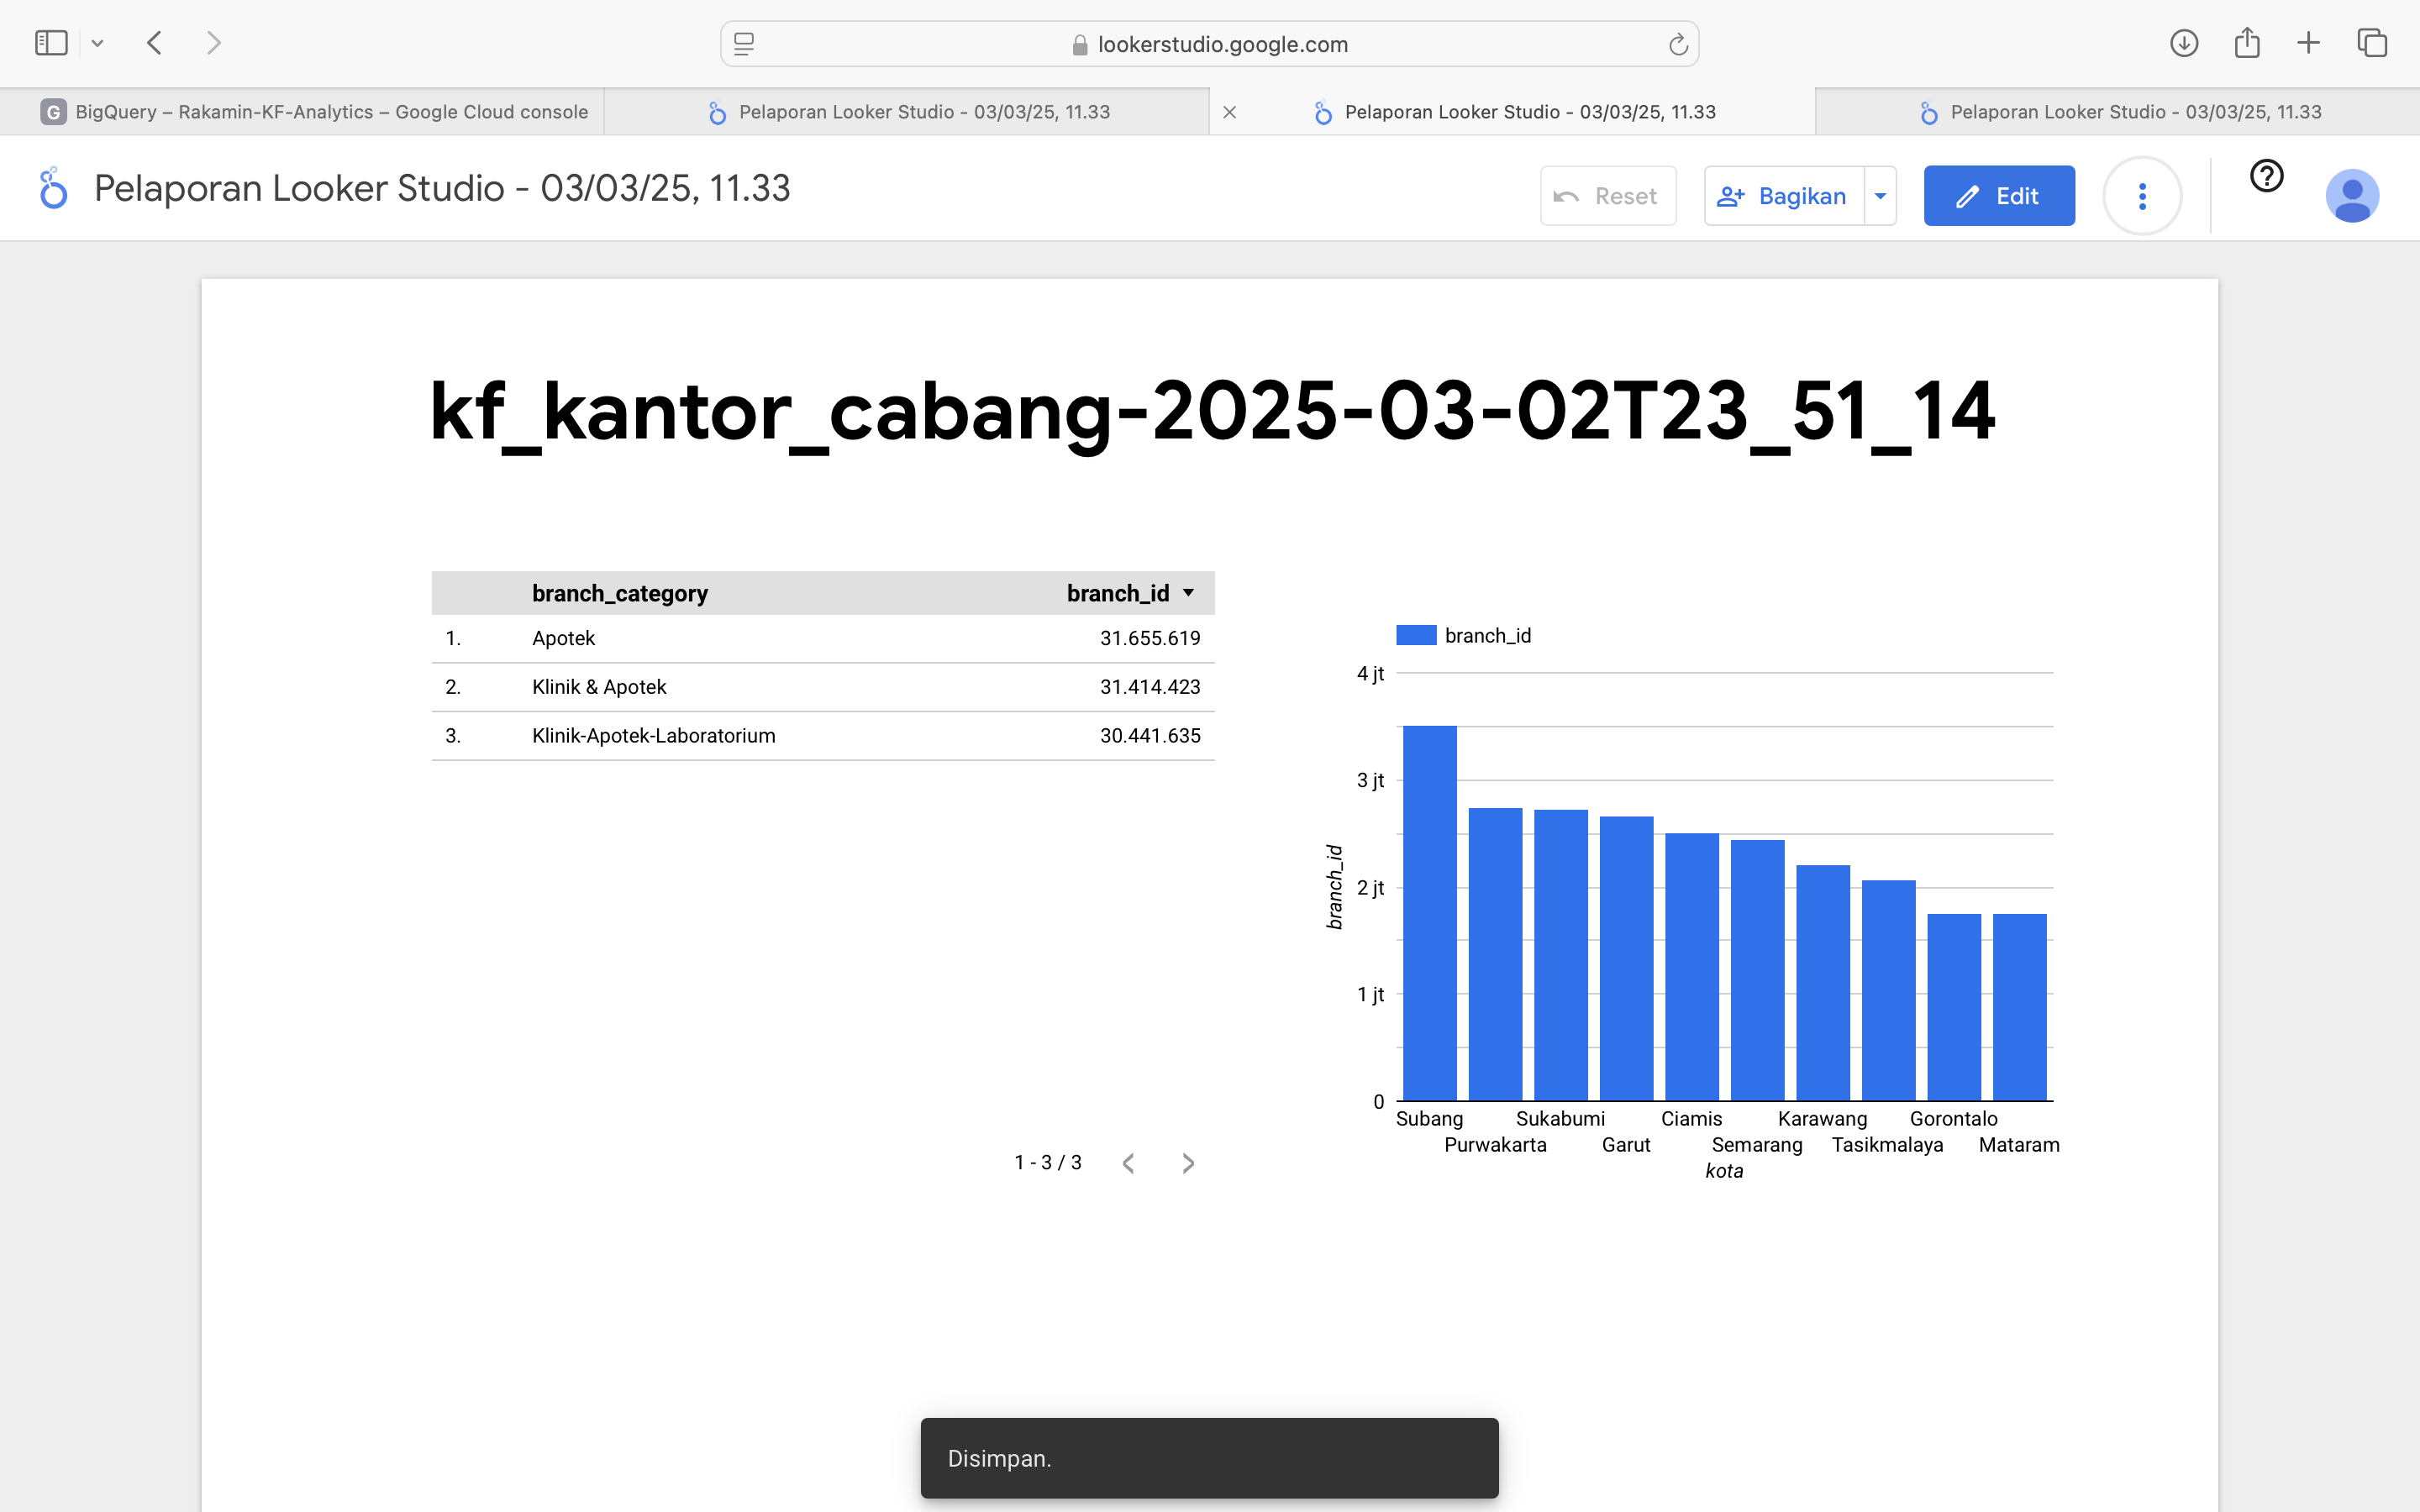 lookerstudio.google.com
G BigQuery – Rakamin-KF-Analytics – Google Cloud console
Pelaporan Looker Studio - 03/03/25, 11.33
Pelaporan Looker Studio - 03/03/25, 11.33
Pelaporan Looker Studio - 03/03/25, 11.33
Pelaporan Looker Studio - 03/03/25, 11.33
Reset
Bagikan
Edit
kf_kantor_cabang-2025-03-02T23_51_14
branch_category branch_id
1. Apotek 31.655.619
2. Klinik & Apotek 31.414.423
3. Klinik-Apotek-Laboratorium 30.441.635
1 - 3 / 3
branch_id
4 jt
3 jt
2 jt
1 jt
0
branch_id
Subang Sukabumi Ciamis Karawang Gorontalo
Purwakarta Garut Semarang Tasikmalaya Mataram
kota
Disimpan.